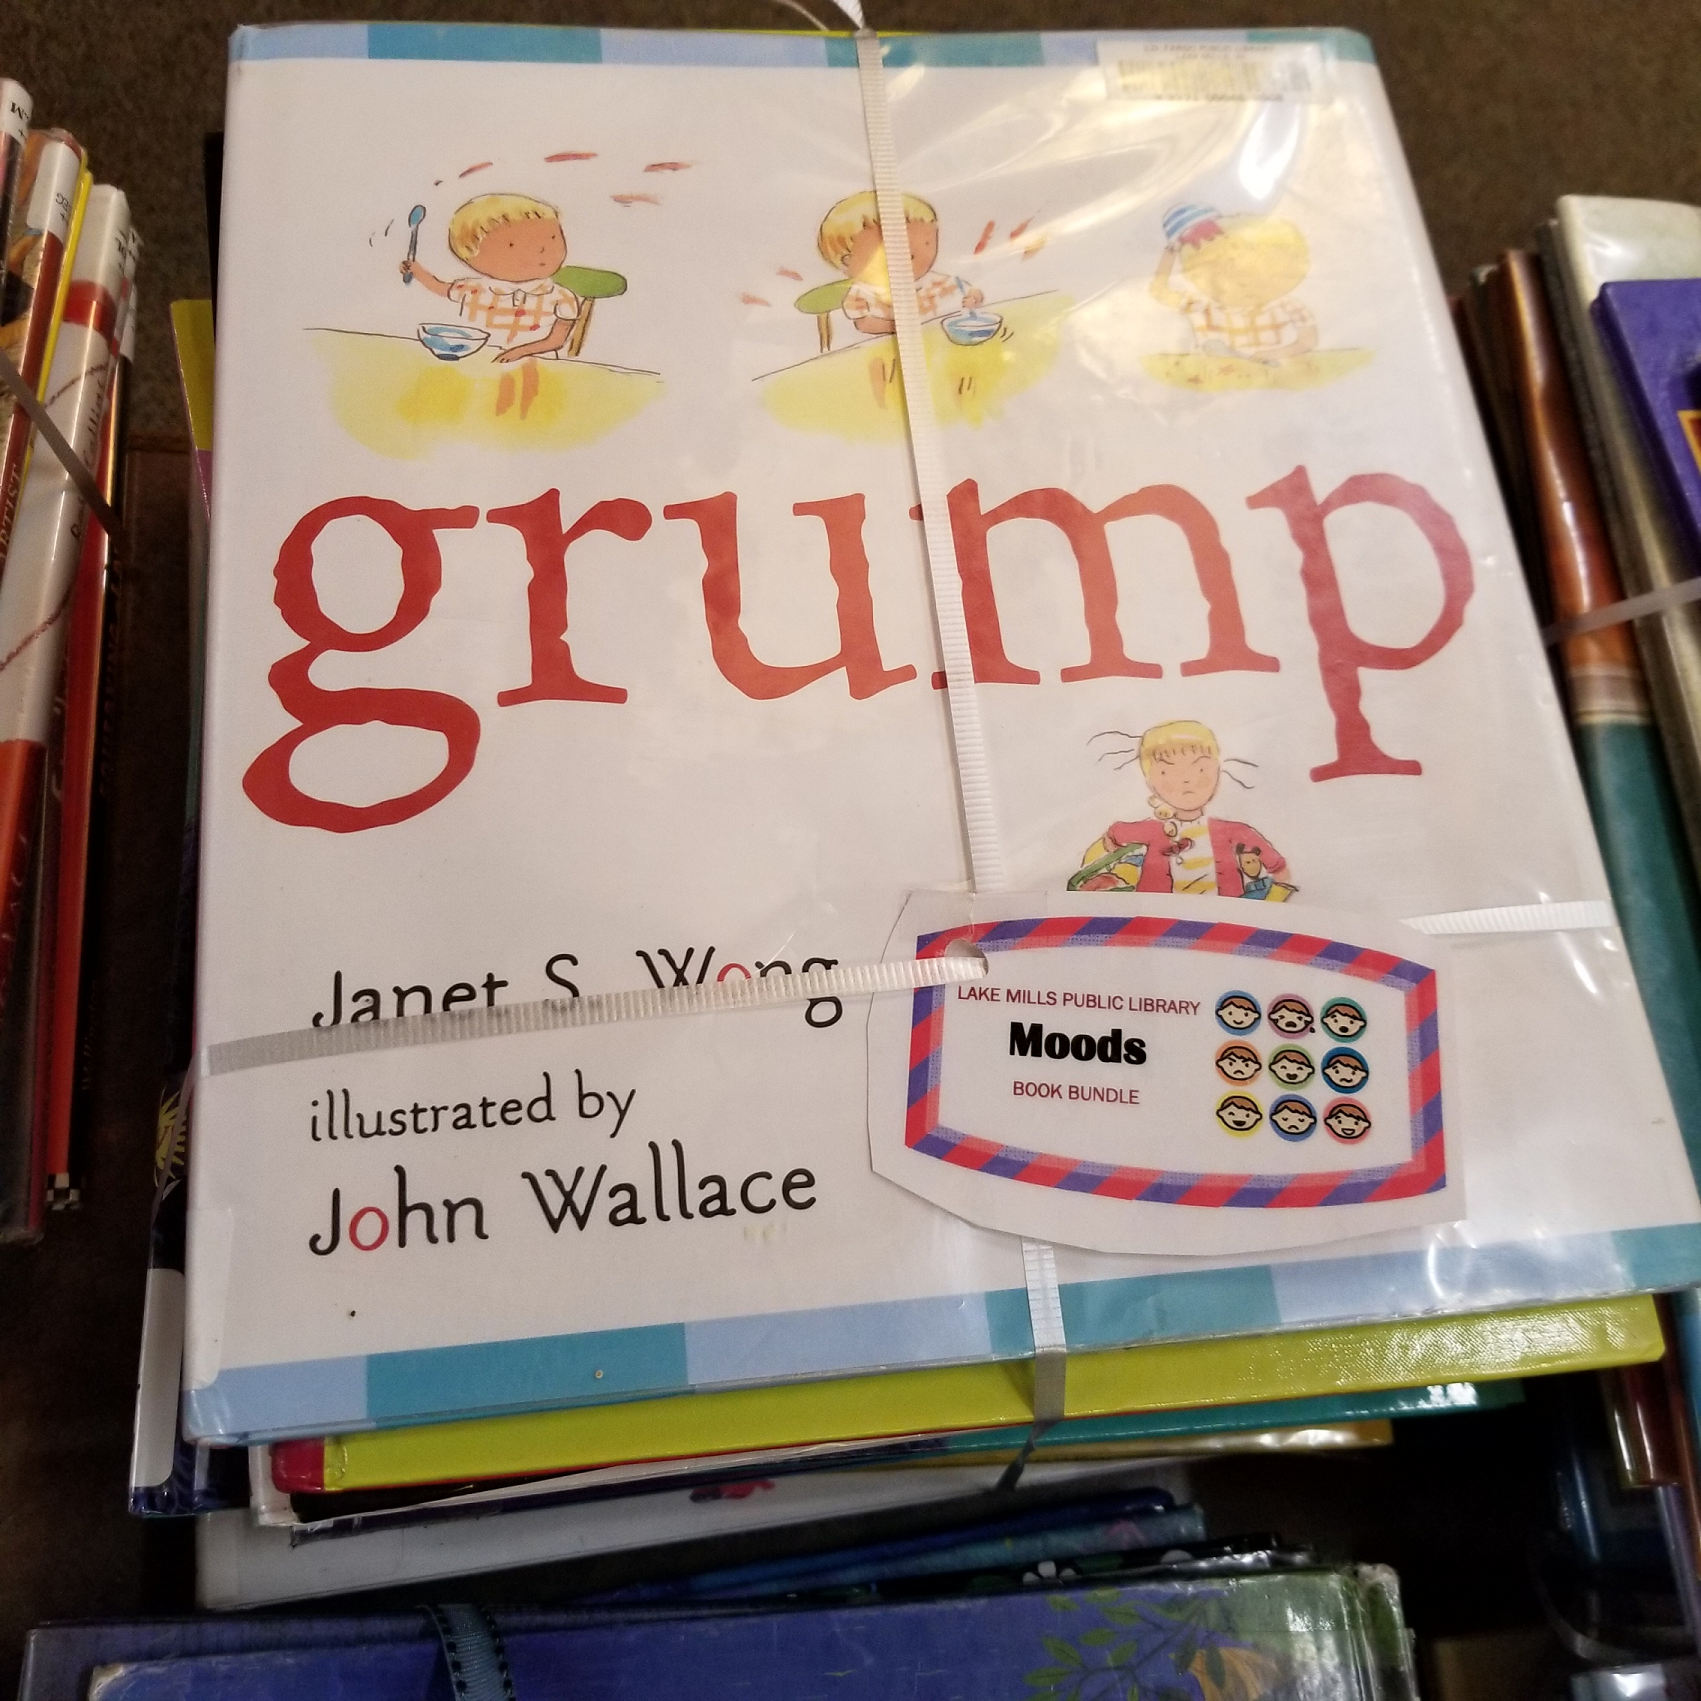 grump
Janet S. Wong
illustrated by
John Wallace
LAKE MILLS PUBLIC LIBRARY
Moods
BOOK BUNDLE